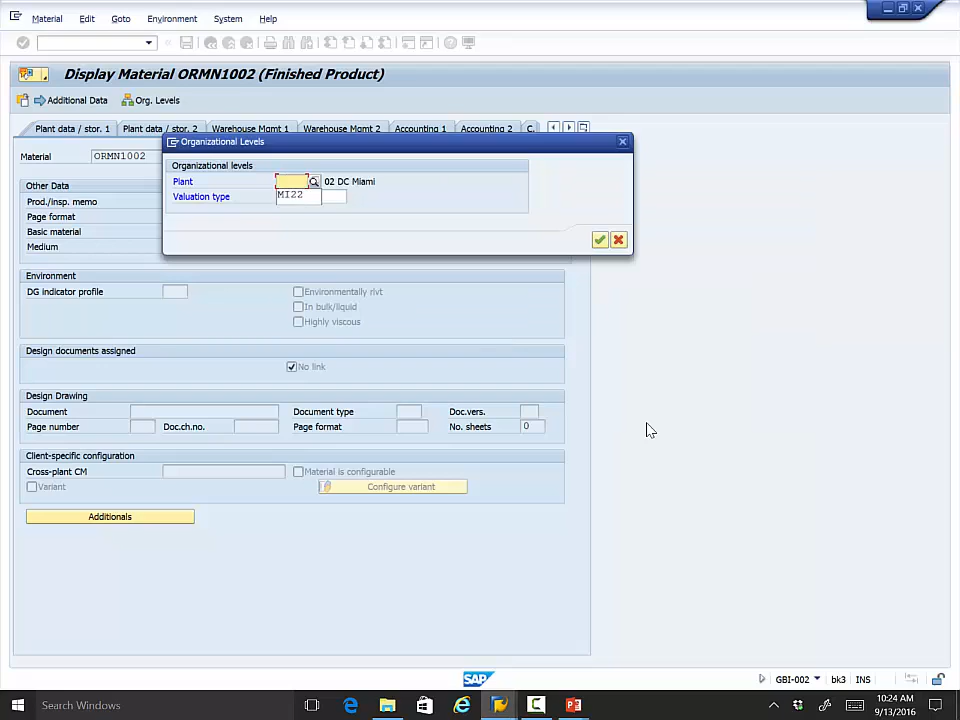 Material Edit Goto Environment System Help
Display Material ORMN1002 (Finished Product)
Additional Data Org. Levels
Plant data / stor. 1 Plant data / stor. 2 Warehouse Mgmt 1 Warehouse Mgmt 2 Accounting 1 Accounting 2 C.
Organizational Levels
Material ORMN1002
Organizational levels
Plant 02 DC Miami
Valuation type MI22
Other Data
Prod./insp. memo
Page format
Basic material
Medium
Environment
DG indicator profile Environmentally rlvt
In bulk/liquid
Highly viscous
Design documents assigned
No link
Design Drawing
Document Document type Doc.vers.
Page number Doc.ch.no. Page format No. sheets 0
Client-specific configuration
Cross-plant CM Material is configurable
Variant Configure variant
Additionals
SAP GBI-002 bk3 INS
Search Windows
10:24 AM
9/13/2016